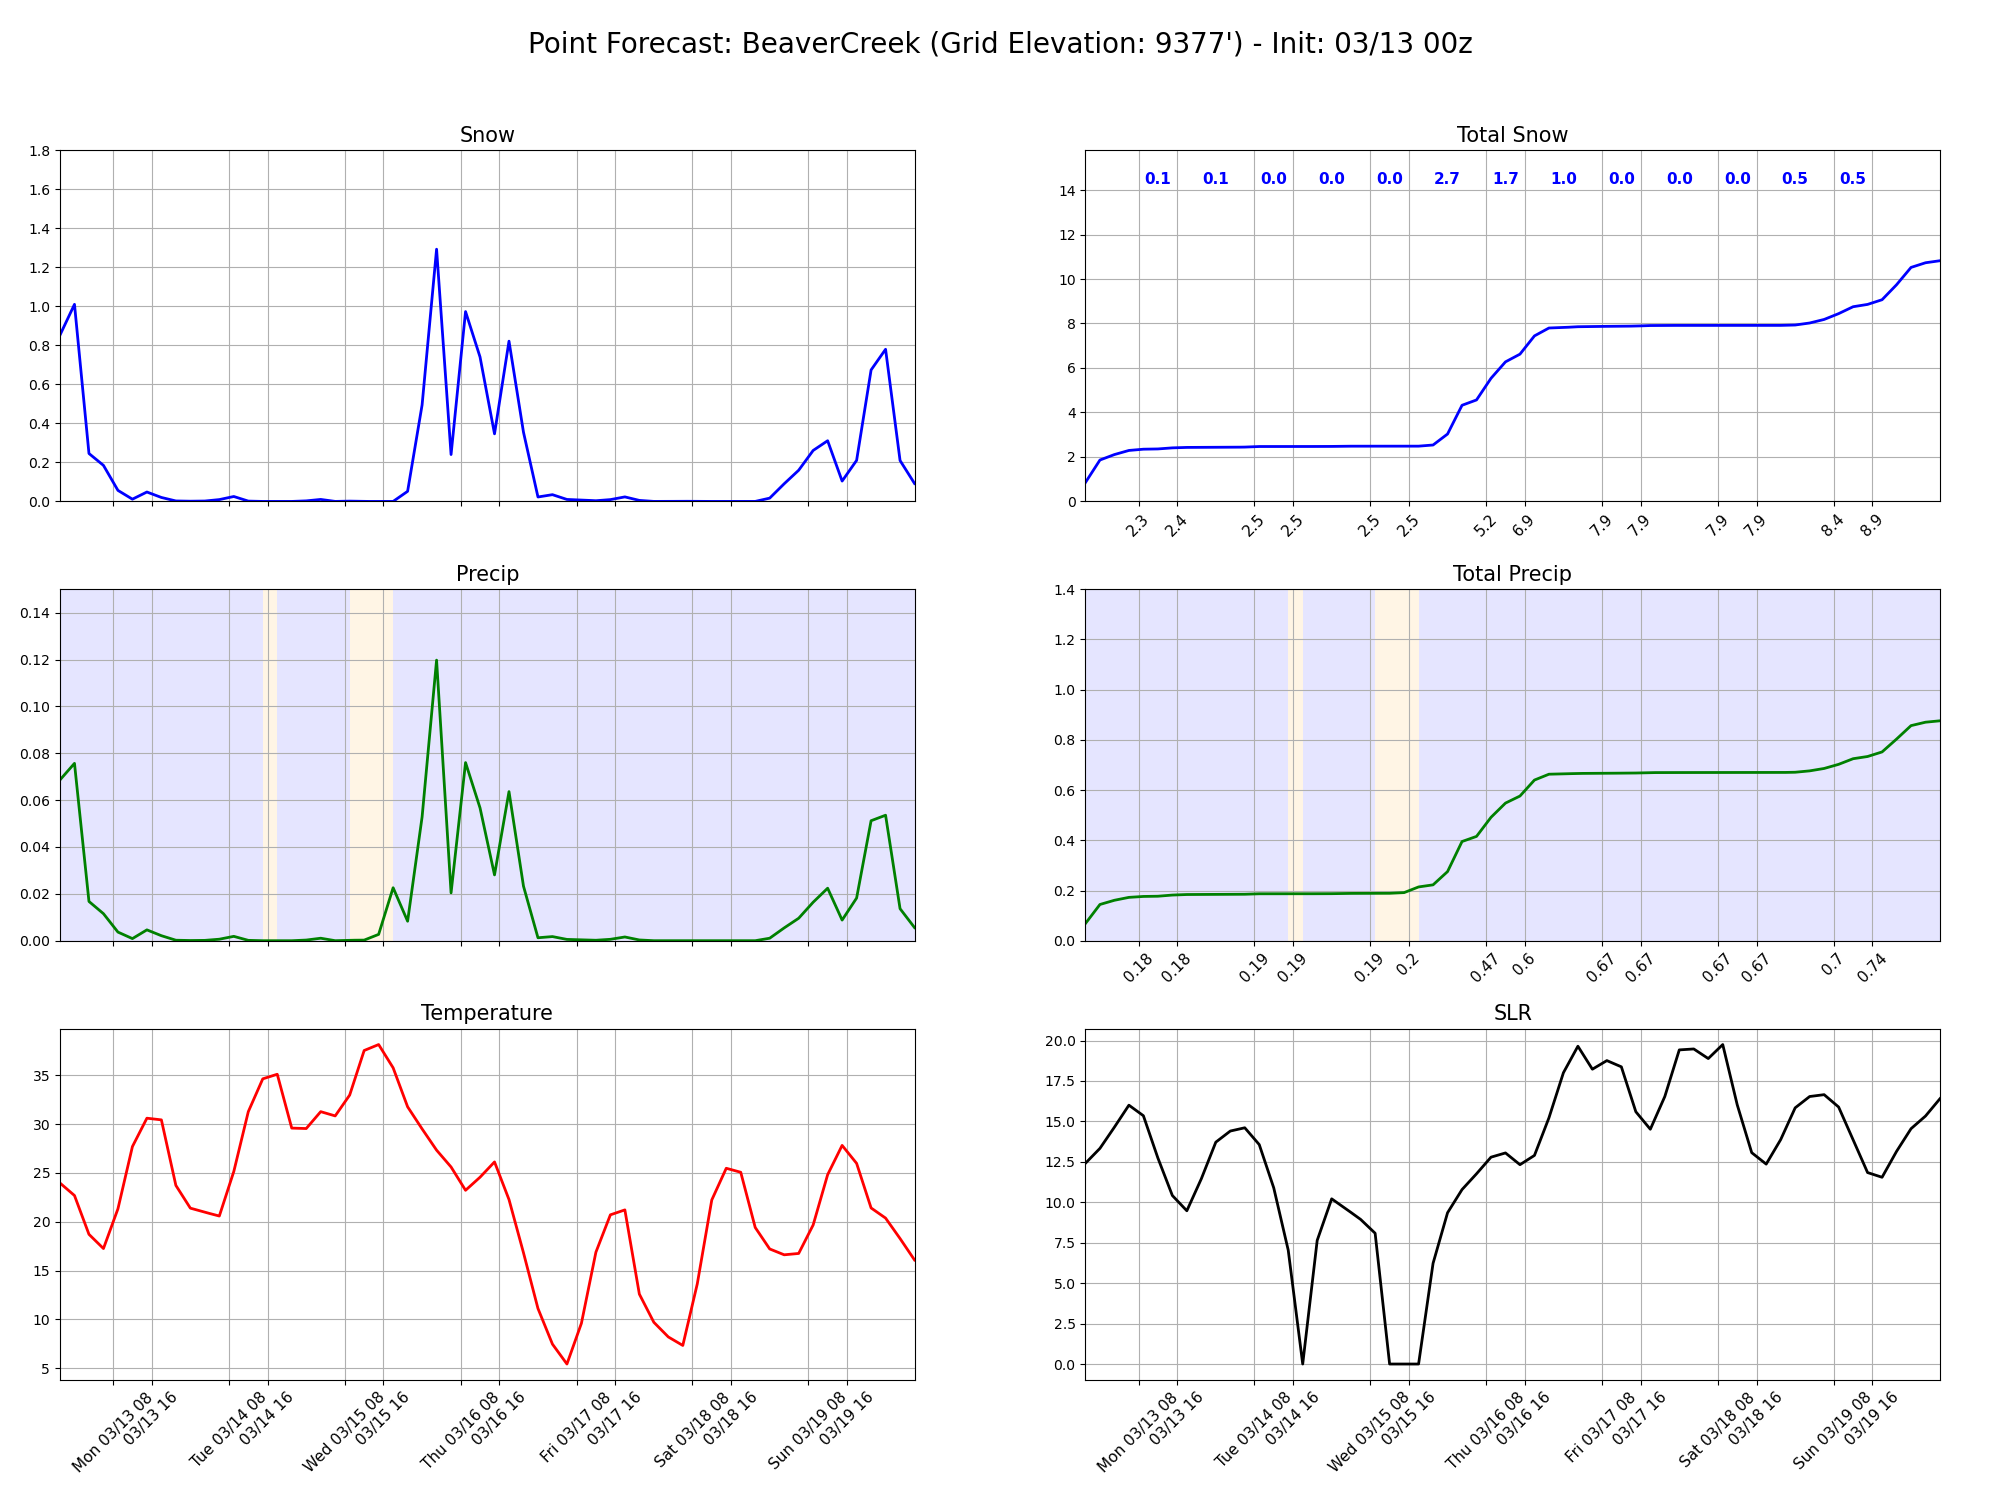 Point Forecast: BeaverCreek (Grid Elevation: 9377') - Init: 03/13 00z
Snow
1.8
1.6
1.4
1.2
1.0
0.8
0.6
0.4
0.2
0.0
Total Snow
0.1 0.1 0.0 0.0 0.0 2.7 1.7 1.0 0.0 0.0 0.0 0.5 0.5
14
12
10
8
6
4
2
0
2.3 2.4 2.5 2.5 2.5 2.5 5.2 6.9 7.9 7.9 7.9 7.9 8.4 8.9
Precip
0.14
0.12
0.10
0.08
0.06
0.04
0.02
0.00
Total Precip
1.4
1.2
1.0
0.8
0.6
0.4
0.2
0.0
0.18 0.18 0.19 0.19 0.19 0.2 0.47 0.6 0.67 0.67 0.67 0.67 0.7 0.74
Temperature
35
30
25
20
15
10
5
Mon 03/13 08
03/13 16
Tue 03/14 08
03/14 16
Wed 03/15 08
03/15 16
Thu 03/16 08
03/16 16
Fri 03/17 08
03/17 16
Sat 03/18 08
03/18 16
Sun 03/19 08
03/19 16
SLR
20.0
17.5
15.0
12.5
10.0
7.5
5.0
2.5
0.0
Mon 03/13 08
03/13 16
Tue 03/14 08
03/14 16
Wed 03/15 08
03/15 16
Thu 03/16 08
03/16 16
Fri 03/17 08
03/17 16
Sat 03/18 08
03/18 16
Sun 03/19 08
03/19 16